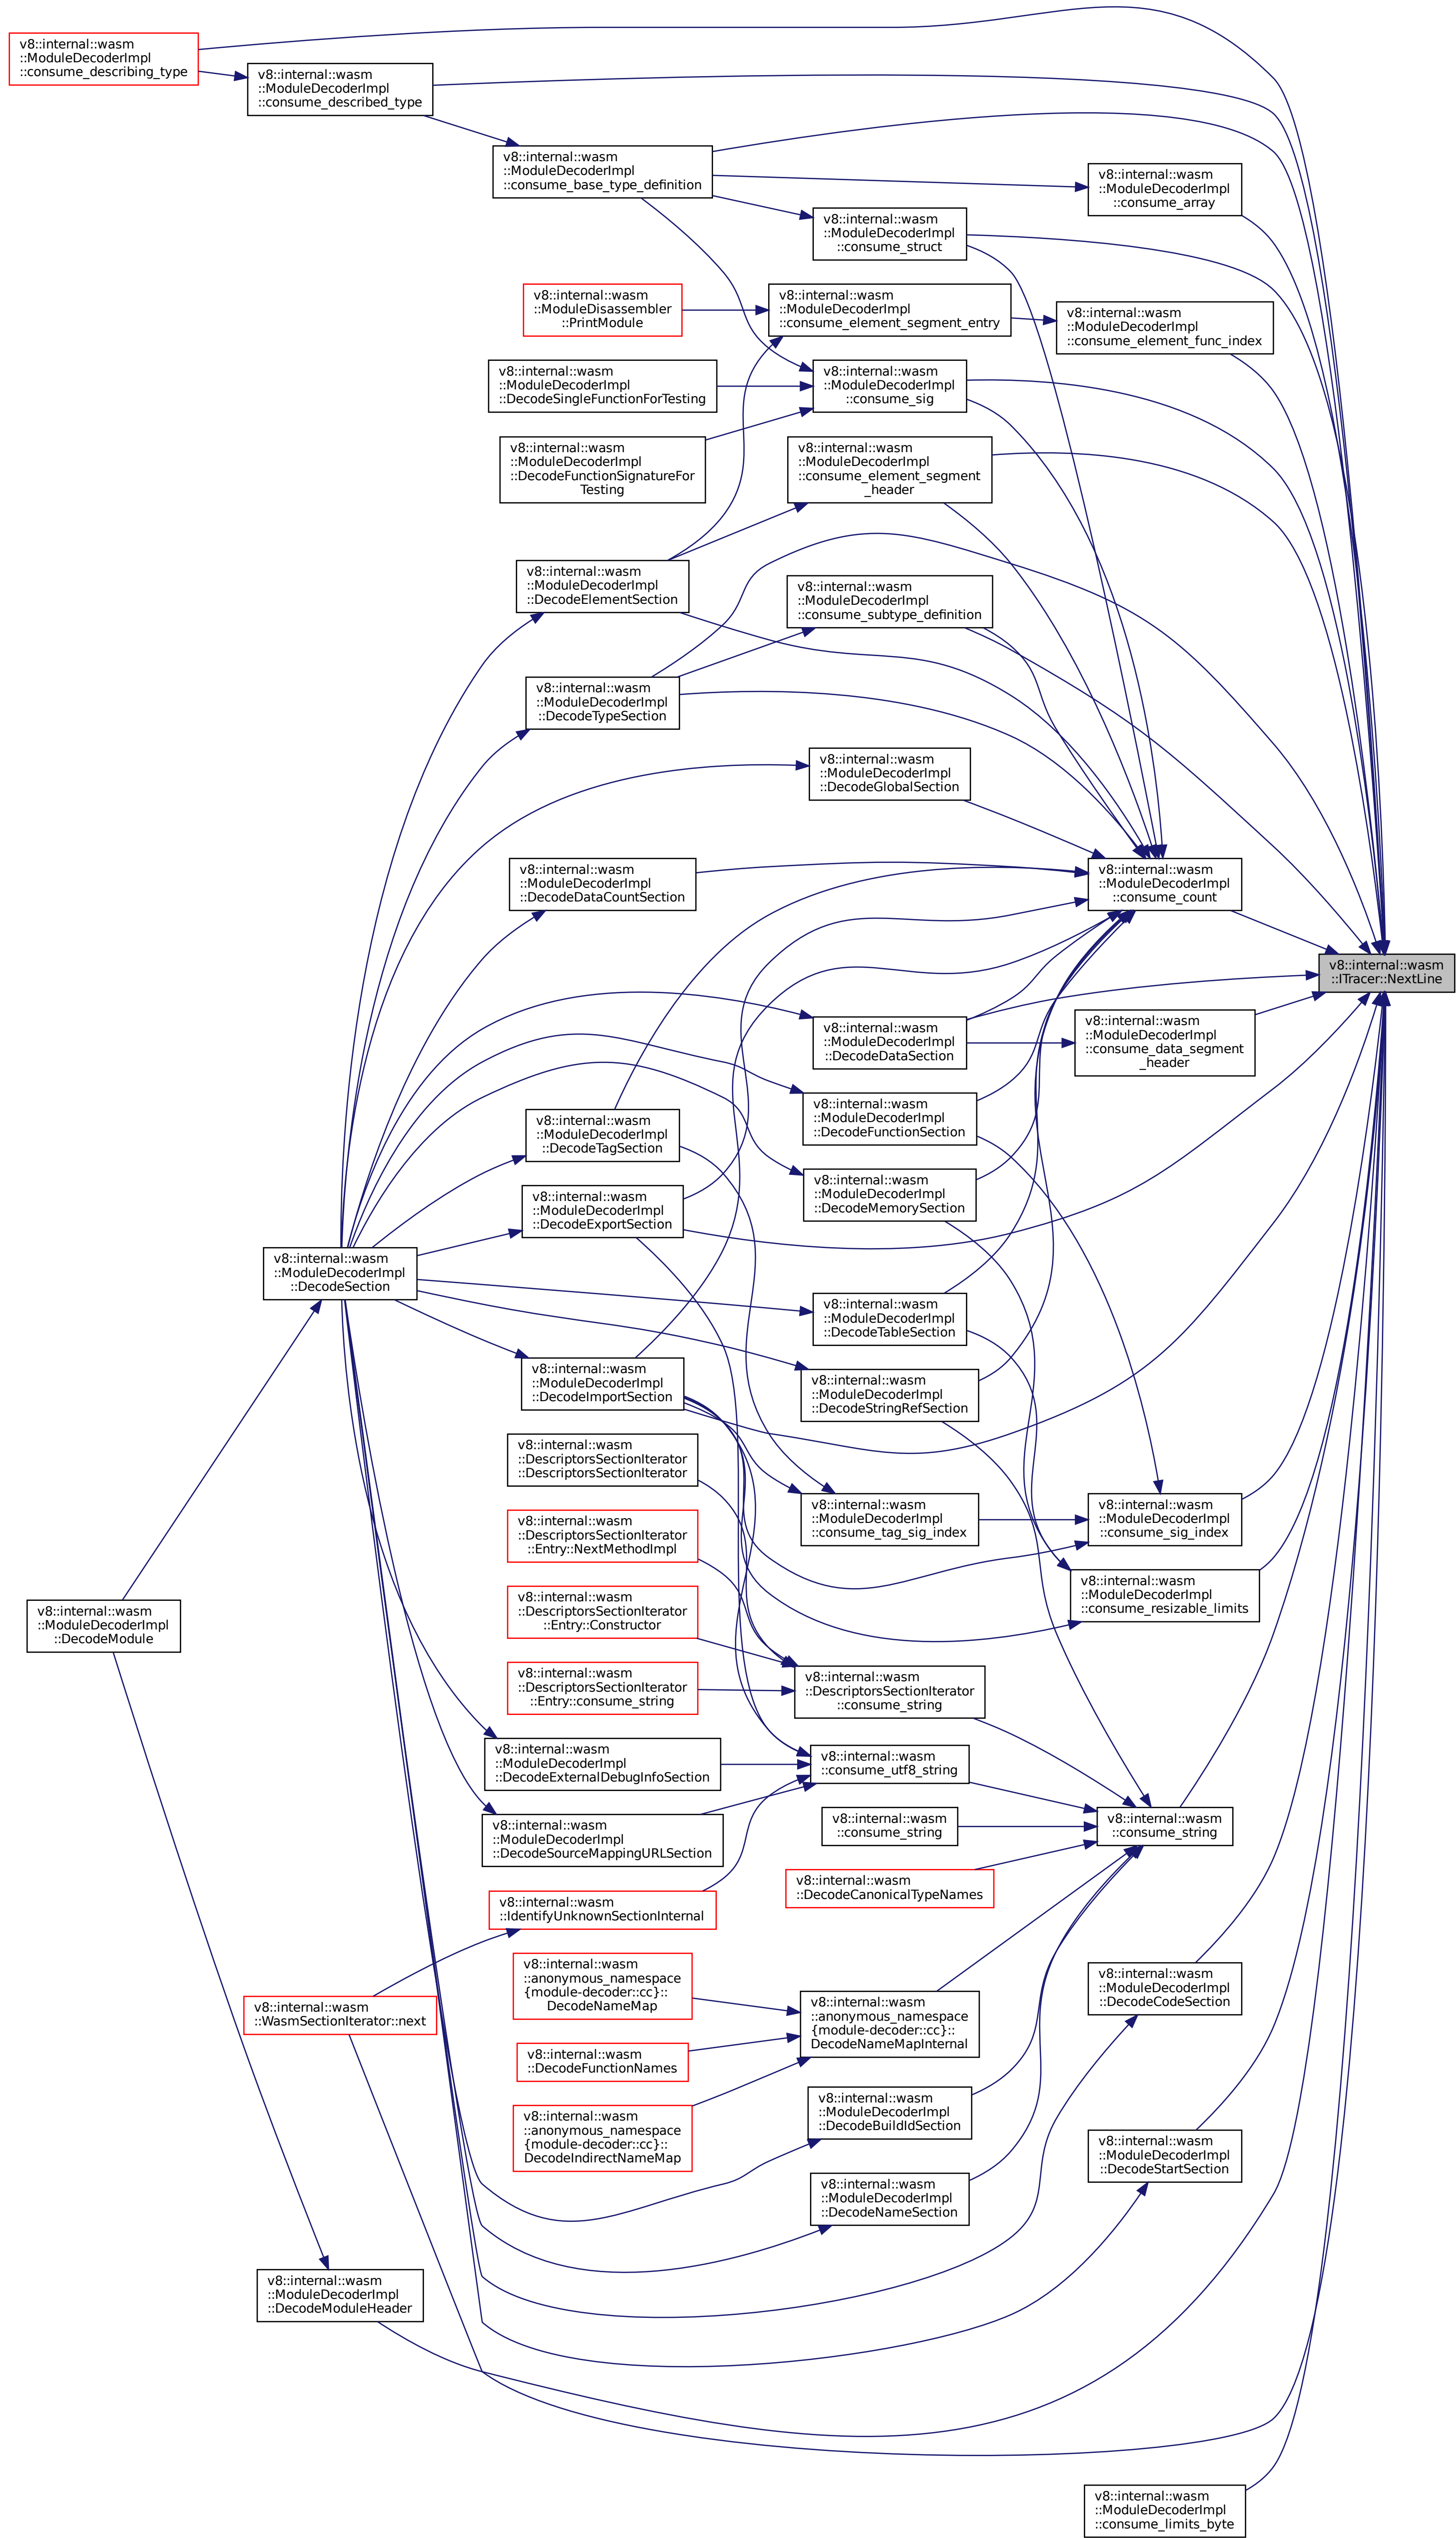 v8::internal::wasm
::ModuleDecoderImpl
::consume_describing_type
v8::internal::wasm
::ModuleDecoderImpl
::consume_described_type
v8::internal::wasm
::ModuleDecoderImpl
::consume_base_type_definition
v8::internal::wasm
::ModuleDecoderImpl
::consume_array
v8::internal::wasm
::ModuleDecoderImpl
::consume_struct
v8::internal::wasm
::ModuleDisassembler
::PrintModule
v8::internal::wasm
::ModuleDecoderImpl
::consume_element_segment_entry
v8::internal::wasm
::ModuleDecoderImpl
::consume_element_func_index
v8::internal::wasm
::ModuleDecoderImpl
::DecodeSingleFunctionForTesting
v8::internal::wasm
::ModuleDecoderImpl
::consume_sig
v8::internal::wasm
::ModuleDecoderImpl
::DecodeFunctionSignatureFor
Testing
v8::internal::wasm
::ModuleDecoderImpl
::consume_element_segment
_header
v8::internal::wasm
::ModuleDecoderImpl
::DecodeElementSection
v8::internal::wasm
::ModuleDecoderImpl
::consume_subtype_definition
v8::internal::wasm
::ModuleDecoderImpl
::DecodeTypeSection
v8::internal::wasm
::ModuleDecoderImpl
::DecodeGlobalSection
v8::internal::wasm
::ModuleDecoderImpl
::DecodeDataCountSection
v8::internal::wasm
::ModuleDecoderImpl
::consume_count
v8::internal::wasm
::ITracer::NextLine
v8::internal::wasm
::ModuleDecoderImpl
::DecodeDataSection
v8::internal::wasm
::ModuleDecoderImpl
::consume_data_segment
_header
v8::internal::wasm
::ModuleDecoderImpl
::DecodeFunctionSection
v8::internal::wasm
::ModuleDecoderImpl
::DecodeTagSection
v8::internal::wasm
::ModuleDecoderImpl
::DecodeMemorySection
v8::internal::wasm
::ModuleDecoderImpl
::DecodeExportSection
v8::internal::wasm
::ModuleDecoderImpl
::DecodeSection
v8::internal::wasm
::ModuleDecoderImpl
::DecodeTableSection
v8::internal::wasm
::ModuleDecoderImpl
::DecodeImportSection
v8::internal::wasm
::ModuleDecoderImpl
::DecodeStringRefSection
v8::internal::wasm
::DescriptorsSectionIterator
::DescriptorsSectionIterator
v8::internal::wasm
::ModuleDecoderImpl
::consume_tag_sig_index
v8::internal::wasm
::ModuleDecoderImpl
::consume_sig_index
v8::internal::wasm
::DescriptorsSectionIterator
::Entry::NextMethodImpl
v8::internal::wasm
::ModuleDecoderImpl
::consume_resizable_limits
v8::internal::wasm
::DescriptorsSectionIterator
::Entry::Constructor
v8::internal::wasm
::ModuleDecoderImpl
::DecodeModule
v8::internal::wasm
::DescriptorsSectionIterator
::Entry::consume_string
v8::internal::wasm
::DescriptorsSectionIterator
::consume_string
v8::internal::wasm
::ModuleDecoderImpl
::DecodeExternalDebugInfoSection
v8::internal::wasm
::consume_utf8_string
v8::internal::wasm
::ModuleDecoderImpl
::DecodeSourceMappingURLSection
v8::internal::wasm
::consume_string
v8::internal::wasm
::consume_string
v8::internal::wasm
::DecodeCanonicalTypeNames
v8::internal::wasm
::IdentifyUnknownSectionInternal
v8::internal::wasm
::anonymous_namespace
{module-decoder::cc}::
DecodeNameMap
v8::internal::wasm
::ModuleDecoderImpl
::DecodeCodeSection
v8::internal::wasm
::WasmSectionIterator::next
v8::internal::wasm
::anonymous_namespace
{module-decoder::cc}::
DecodeNameMapInternal
v8::internal::wasm
::DecodeFunctionNames
v8::internal::wasm
::ModuleDecoderImpl
::DecodeBuildIdSection
v8::internal::wasm
::anonymous_namespace
{module-decoder::cc}::
DecodeIndirectNameMap
v8::internal::wasm
::ModuleDecoderImpl
::DecodeStartSection
v8::internal::wasm
::ModuleDecoderImpl
::DecodeNameSection
v8::internal::wasm
::ModuleDecoderImpl
::DecodeModuleHeader
v8::internal::wasm
::ModuleDecoderImpl
::consume_limits_byte